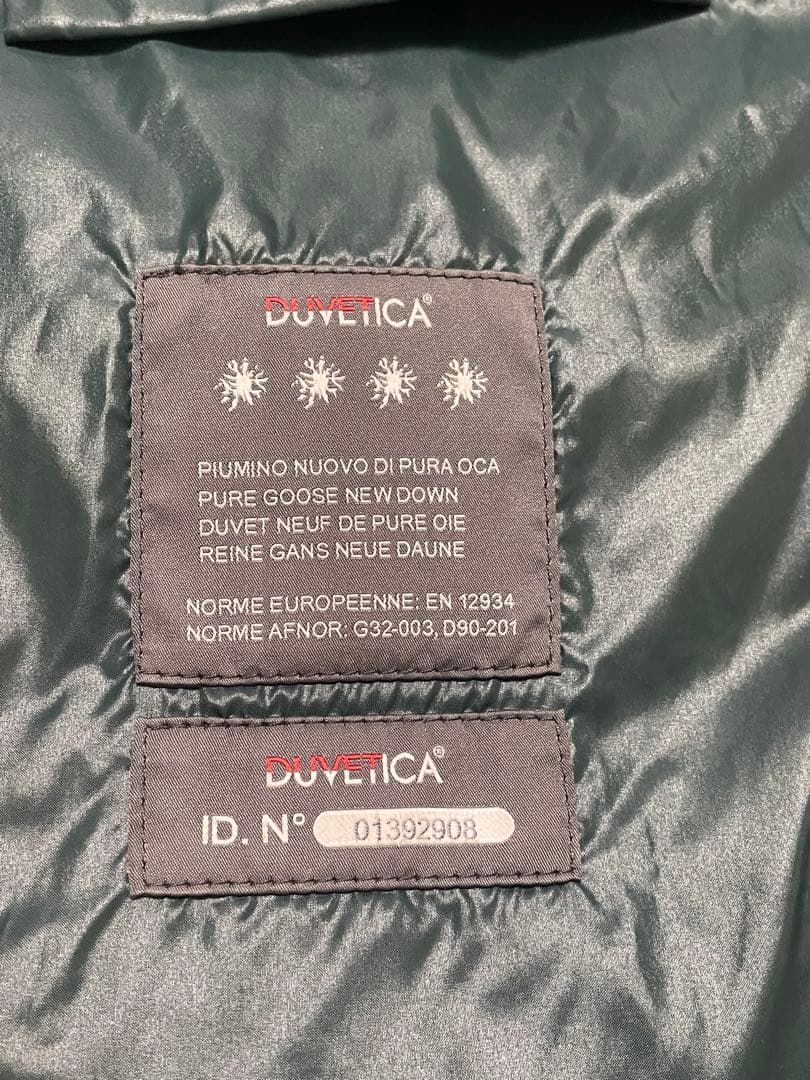 DUVETICA®
PIUMINO NUOVO DI PURA OCA
PURE GOOSE NEW DOWN
DUVET NEUF DE PURE OIE
REINE GANS NEUE DAUNE
NORME EUROPEENNE: EN 12934
NORME AFNOR: G32-003, D90-201
DUVETICA®
ID. N° 01392908